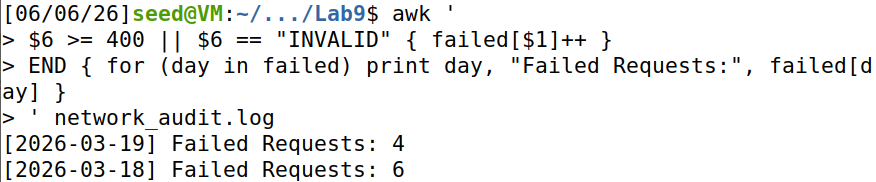 [06/06/26]seed@VM:~/.../Lab9$ awk '
> $6 >= 400 || $6 == "INVALID" { failed[$1]++ }
> END { for (day in failed) print day, "Failed Requests:", failed[d
ay] }
> ' network_audit.log
[2026-03-19] Failed Requests: 4
[2026-03-18] Failed Requests: 6